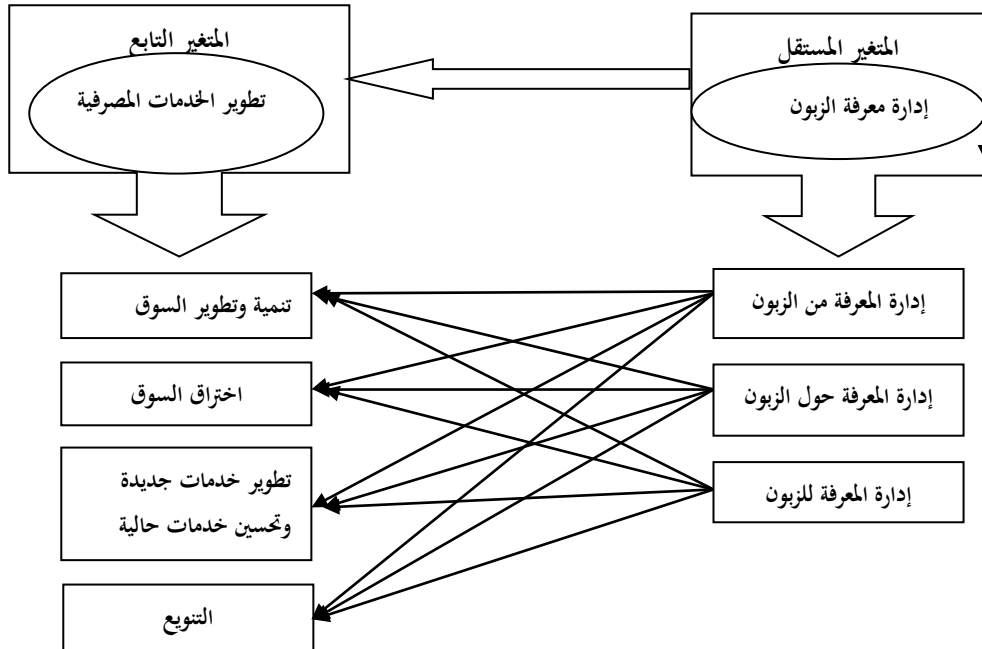 المتغير المستقل
إدارة معرفة الزبون
المتغير التابع
تطوير الخدمات المصرفية
إدارة المعرفة من الزبون
إدارة المعرفة حول الزبون
إدارة المعرفة للزبون
تنمية وتطوير السوق
اختراق السوق
تطوير خدمات جديدة
وتحسين خدمات حالية
التنويع